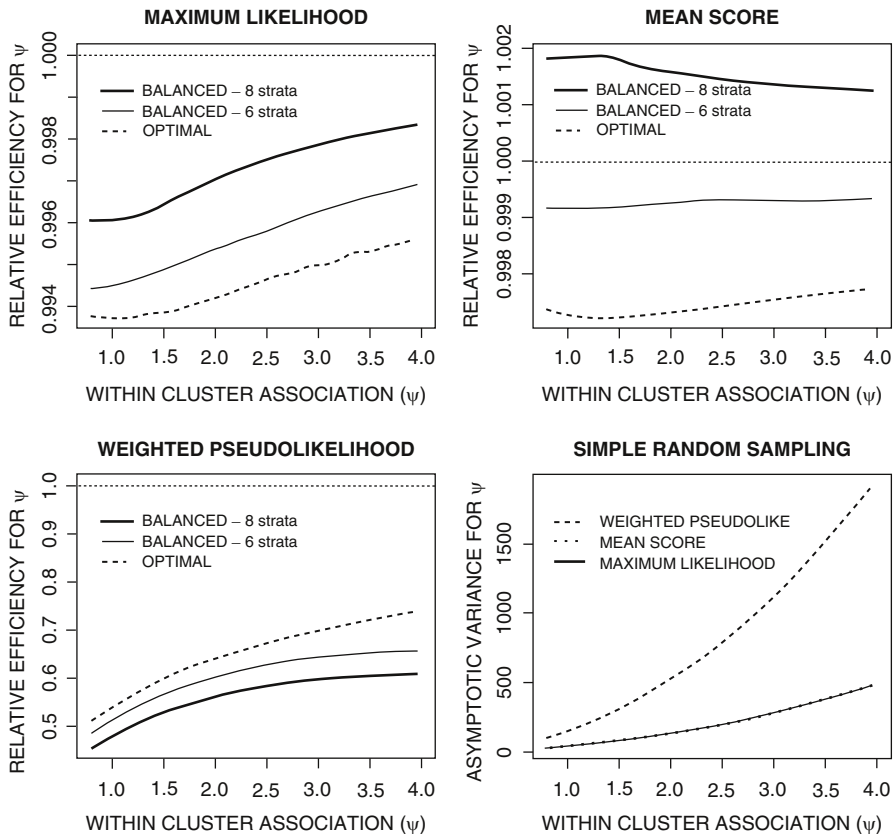 MAXIMUM LIKELIHOOD
RELATIVE EFFICIENCY FOR ψ
1.000
0.998
0.996
0.994
BALANCED – 8 strata
BALANCED – 6 strata
OPTIMAL
1.0 1.5 2.0 2.5 3.0 3.5 4.0
WITHIN CLUSTER ASSOCIATION (ψ)
MEAN SCORE
RELATIVE EFFICIENCY FOR ψ
1.002
1.001
1.000
0.999
0.998
BALANCED – 8 strata
BALANCED – 6 strata
OPTIMAL
1.0 1.5 2.0 2.5 3.0 3.5 4.0
WITHIN CLUSTER ASSOCIATION (ψ)
WEIGHTED PSEUDOLIKELIHOOD
RELATIVE EFFICIENCY FOR ψ
1.0
0.9
0.8
0.7
0.6
0.5
BALANCED – 8 strata
BALANCED – 6 strata
OPTIMAL
1.0 1.5 2.0 2.5 3.0 3.5 4.0
WITHIN CLUSTER ASSOCIATION (ψ)
SIMPLE RANDOM SAMPLING
ASYMPTOTIC VARIANCE FOR ψ
1500
1000
500
0
WEIGHTED PSEUDOLIKE
MEAN SCORE
MAXIMUM LIKELIHOOD
1.0 1.5 2.0 2.5 3.0 3.5 4.0
WITHIN CLUSTER ASSOCIATION (ψ)